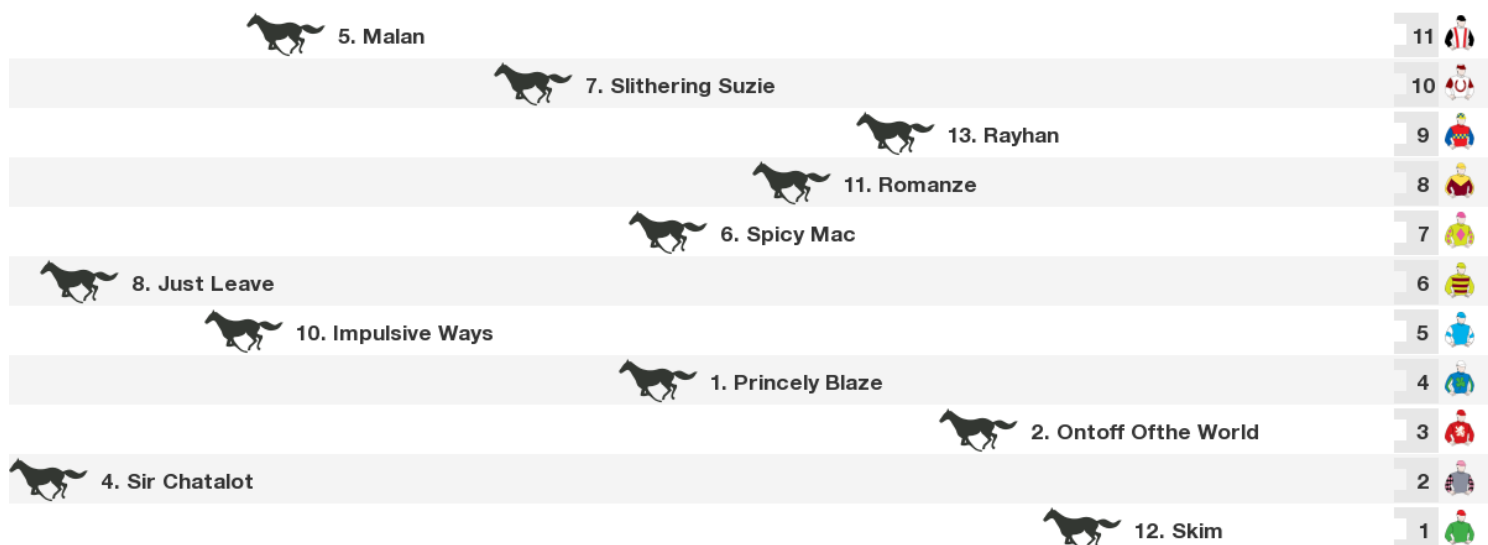 5. Malan 11
7. Slithering Suzie 10
13. Rayhan 9
11. Romanze 8
6. Spicy Mac 7
8. Just Leave 6
10. Impulsive Ways 5
1. Princely Blaze 4
2. Ontoff Ofthe World 3
4. Sir Chatalot 2
12. Skim 1